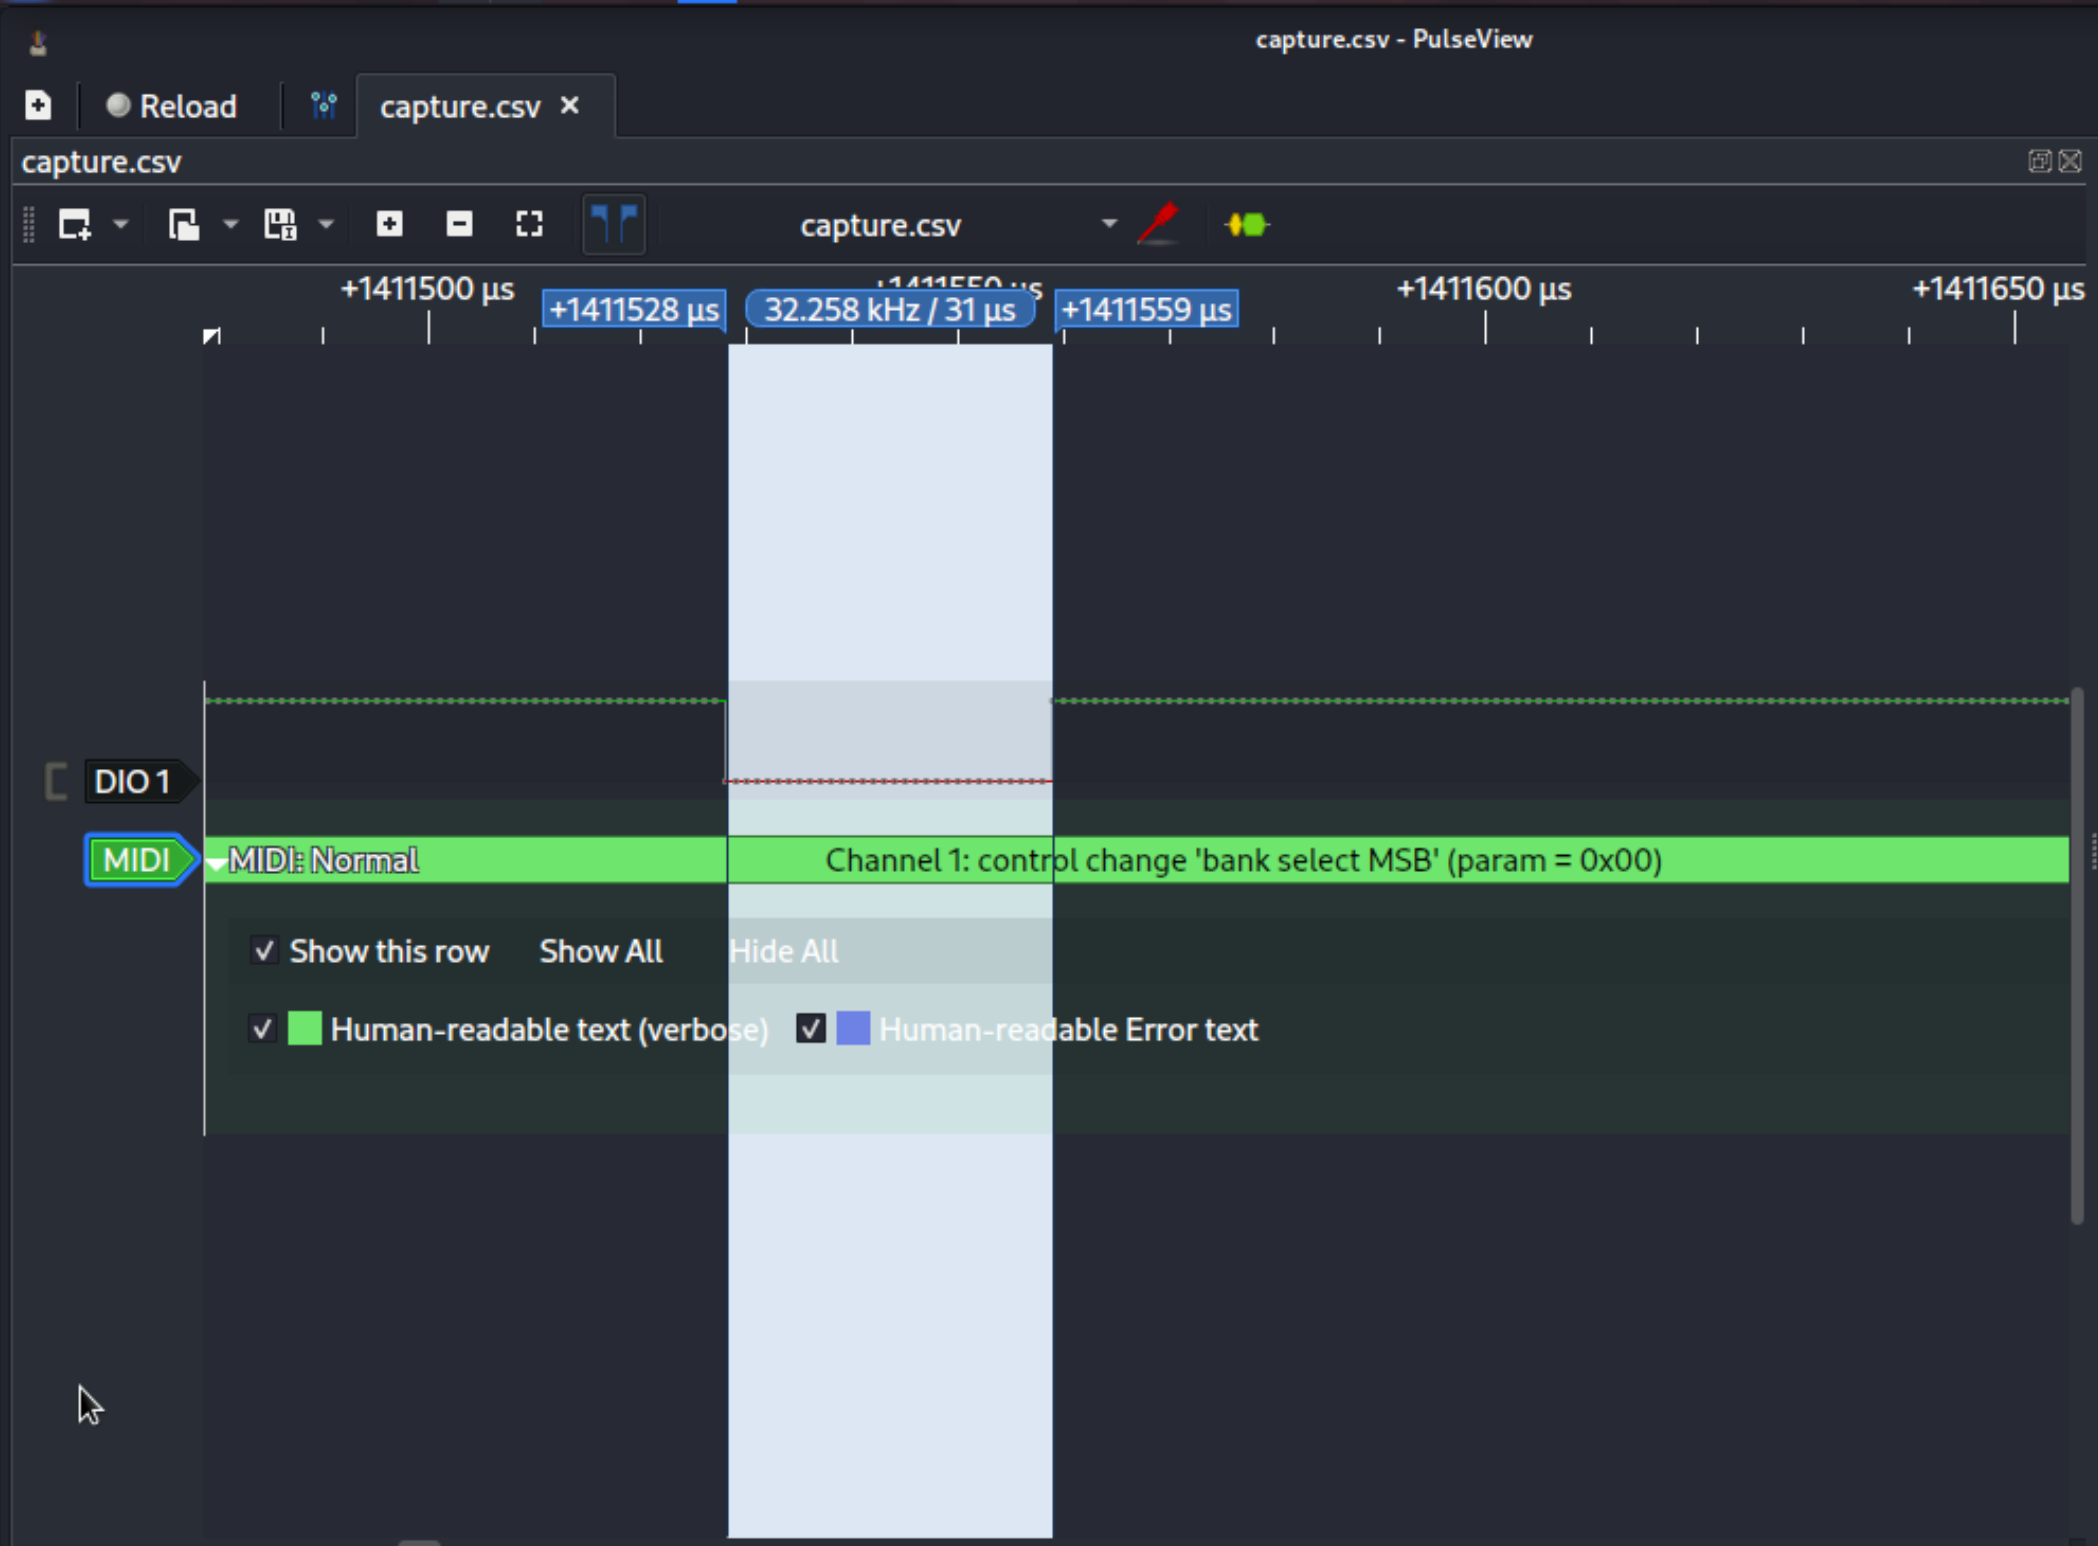 capture.csv - PulseView
Reload
capture.csv
capture.csv
capture.csv
+1411500 µs
+1411550 µs
+1411600 µs
+1411650 µs
+1411528 µs
32.258 kHz / 31 µs
+1411559 µs
DIO 1
MIDI
MIDI: Normal
Channel 1: control change 'bank select MSB' (param = 0x00)
Show this row Show All Hide All
Human-readable text (verbose) Human-readable Error text